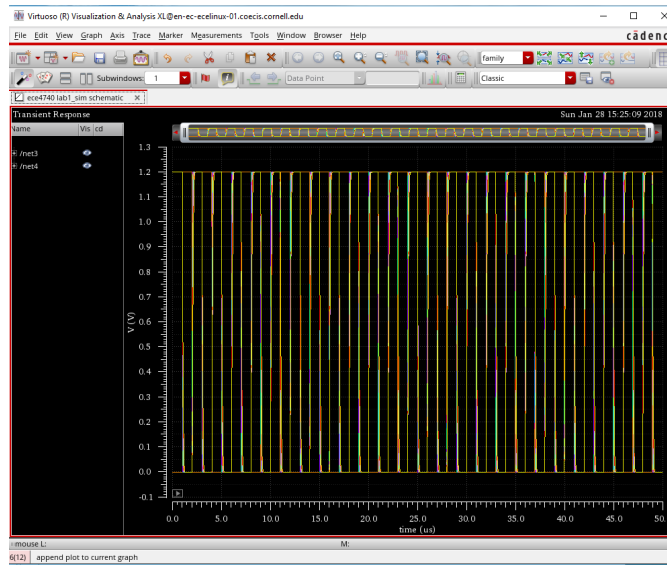 Virtuoso (R) Visualization & Analysis XL@en-ec-ecelinux-01.coecis.cornell.edu
File Edit View Graph Axis Trace Marker Measurements Tools Window Browser Help
cādenc
family
Subwindows: 1 Data Point Classic
ece4740 lab1_sim schematic
Transient Response Sun Jan 28 15:25:09 2018
Name Vis cd
/net3
/net4
1.3
1.2
1.1
1.0
0.9
0.8
0.7
0.6
0.5
0.4
0.3
0.2
0.1
0.0
-0.1
V (V)
0.0 5.0 10.0 15.0 20.0 25.0 30.0 35.0 40.0 45.0 50.
time (us)
mouse L: M:
6(12) append plot to current graph